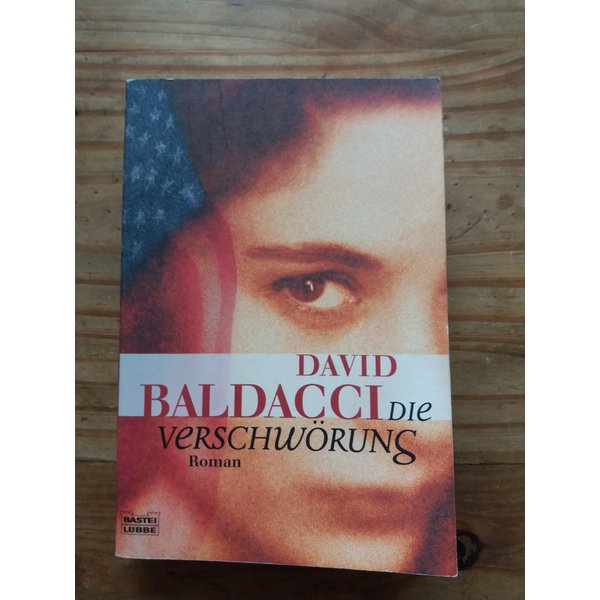 DAVID
BALDACCI DIE
VERSCHWÖRUNG
Roman
BASTEI
LÜBBE